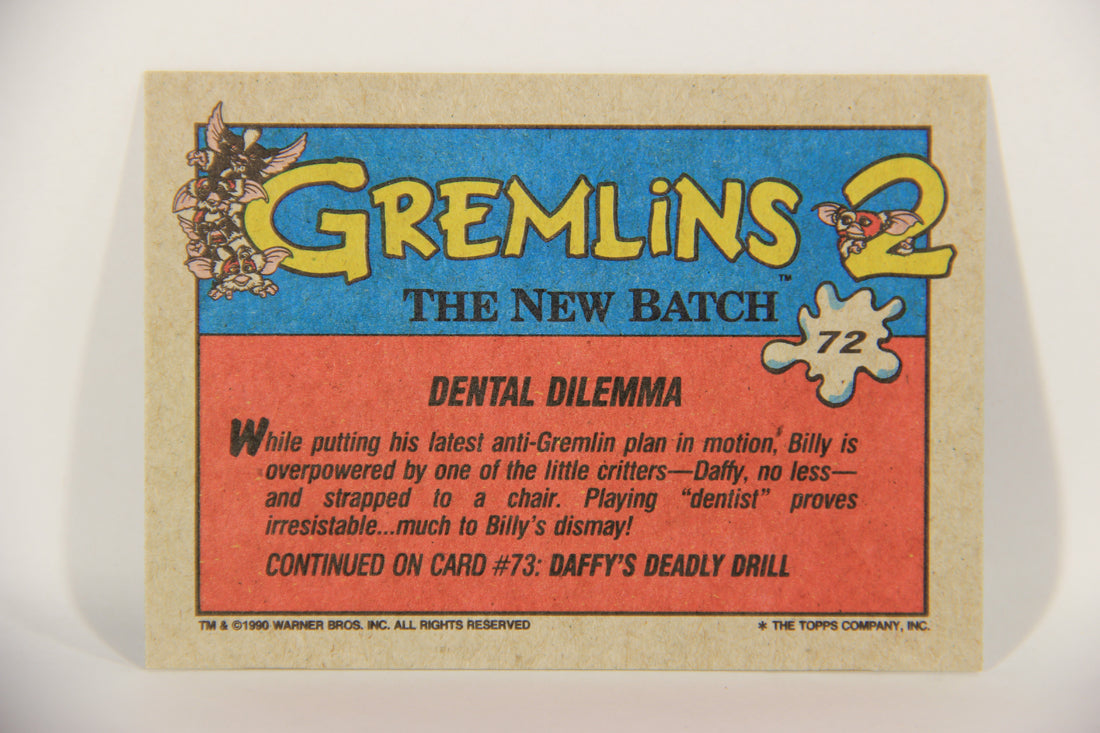 GREMLiNS 2
™
THE NEW BATCH
72
DENTAL DILEMMA
While putting his latest anti-Gremlin plan in motion, Billy is
overpowered by one of the little critters—Daffy, no less—
and strapped to a chair. Playing "dentist" proves
irresistable...much to Billy's dismay!
CONTINUED ON CARD #73: DAFFY'S DEADLY DRILL
TM & ©1990 WARNER BROS. INC. ALL RIGHTS RESERVED
* THE TOPPS COMPANY, INC.